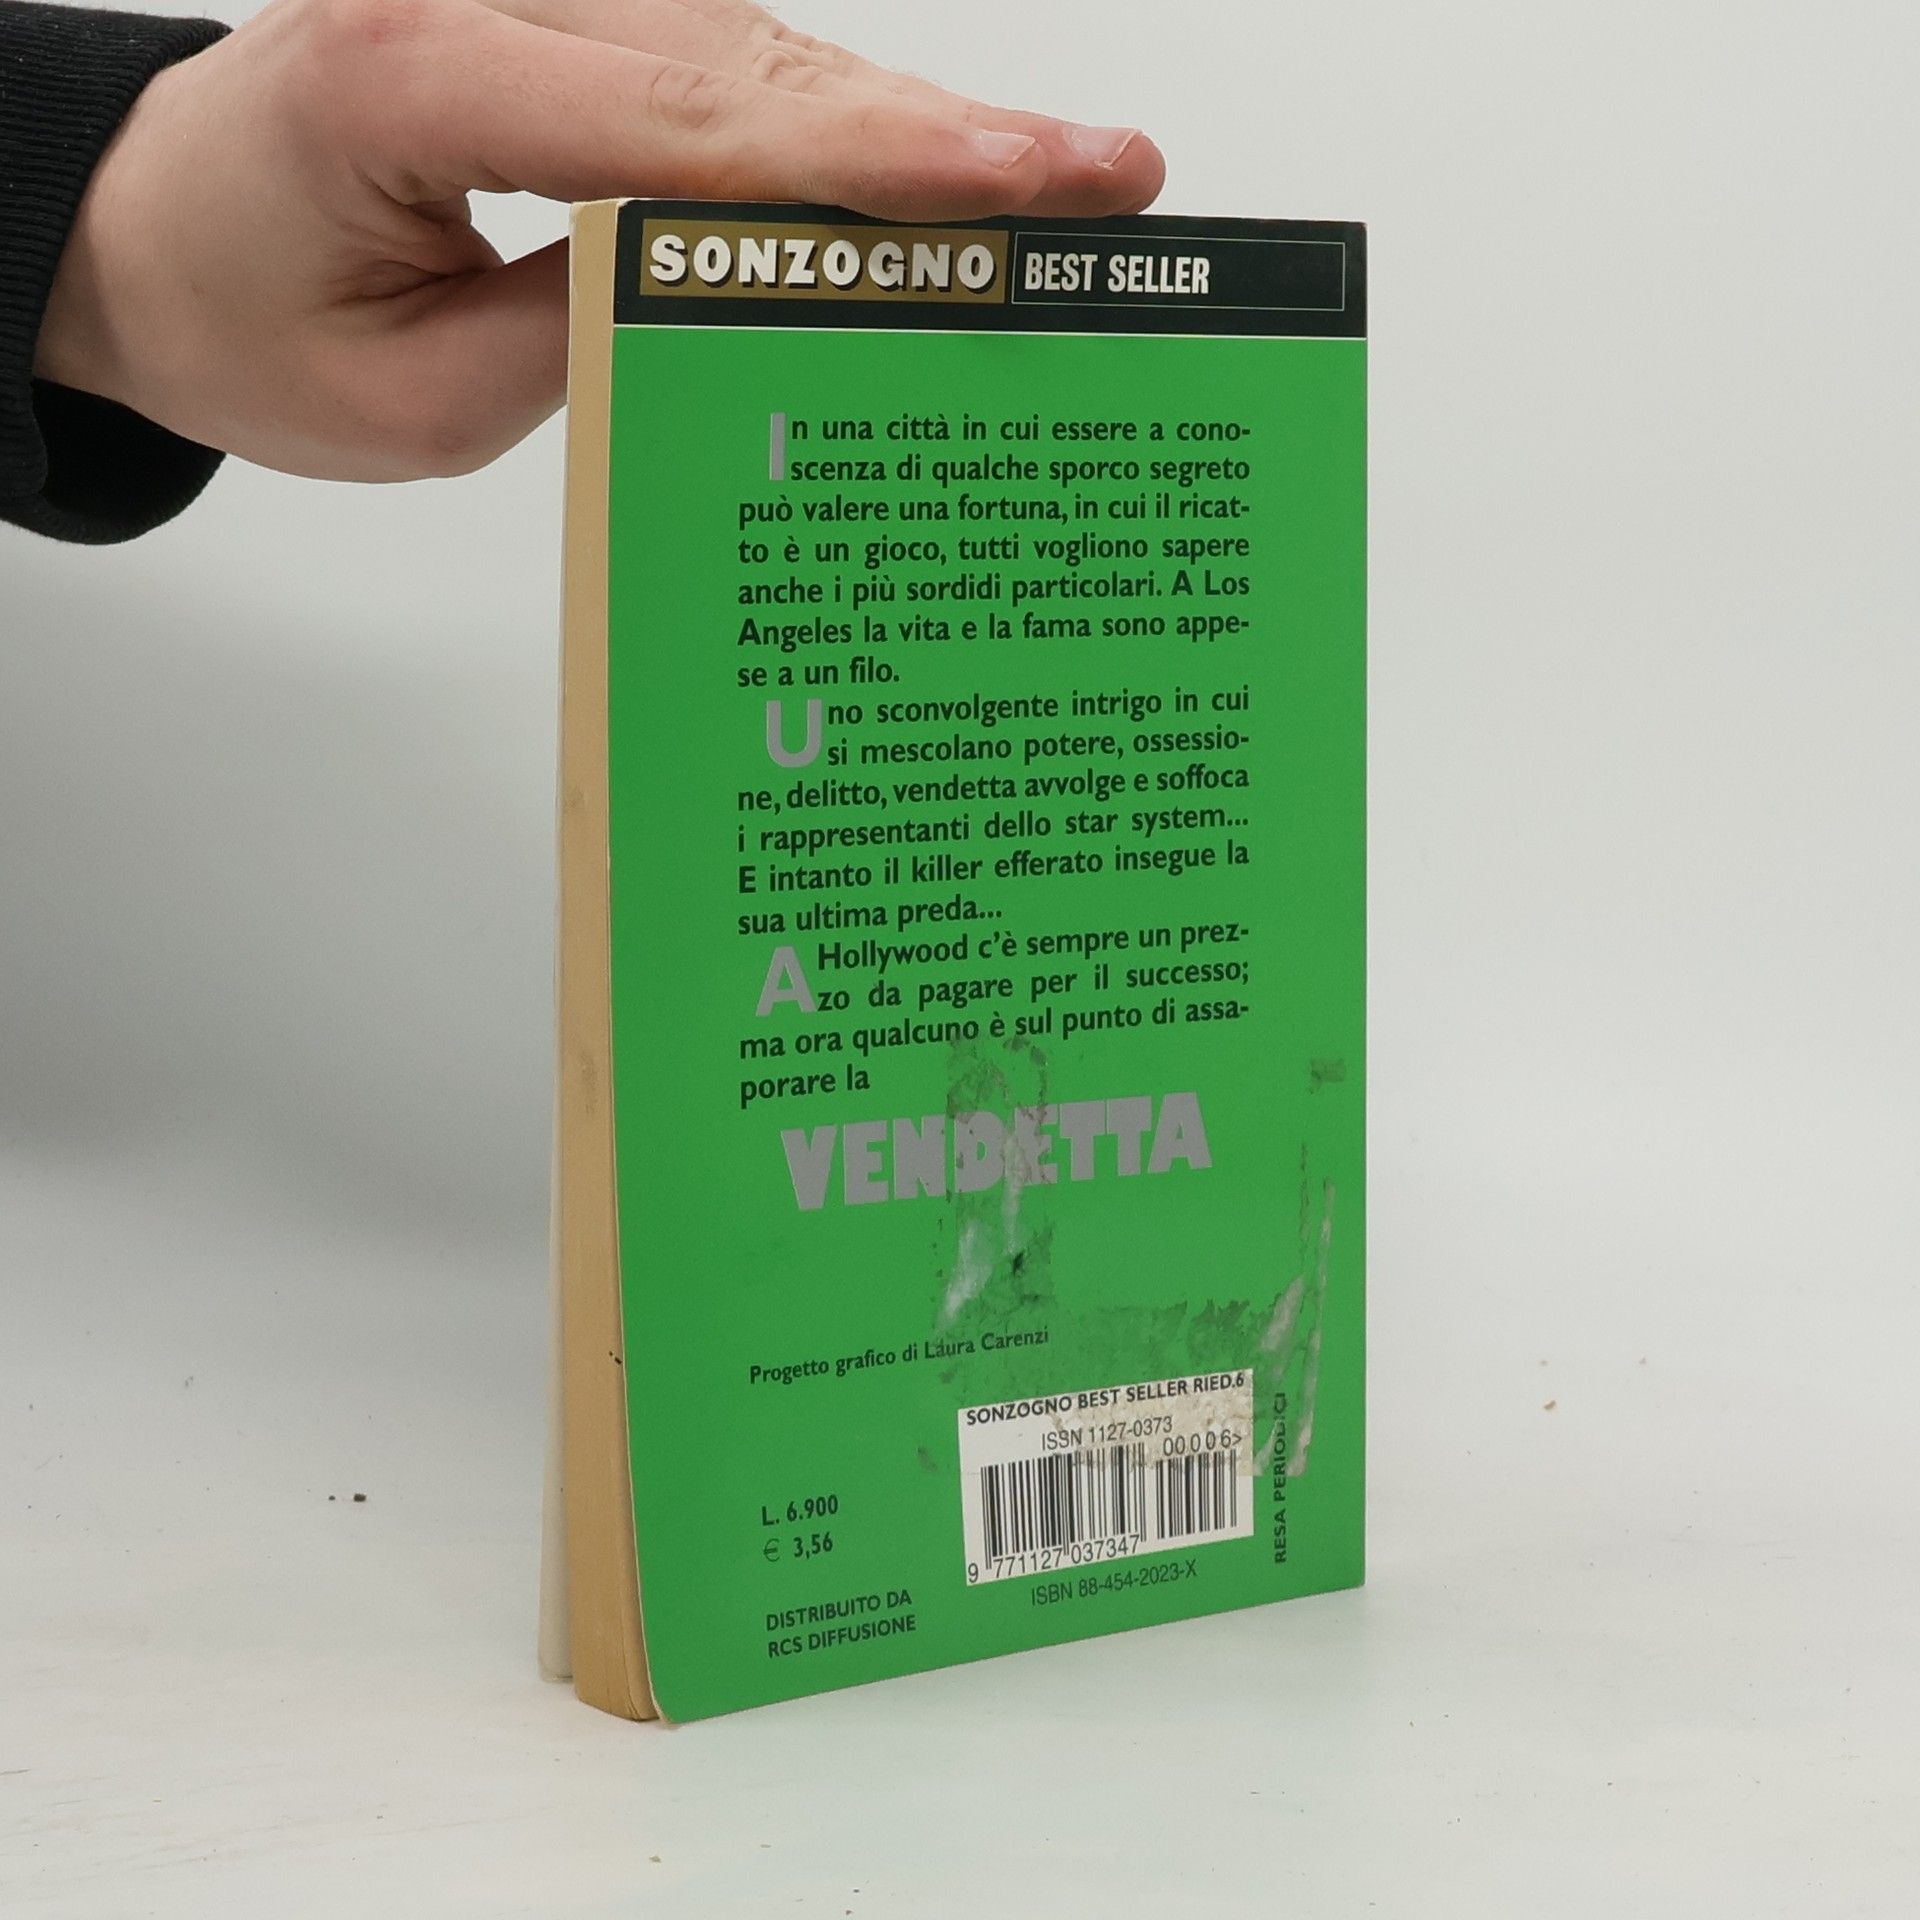 SONZOGNO BEST SELLER
In una città in cui essere a cono-
scenza di qualche sporco segreto
può valere una fortuna, in cui il ricat-
to è un gioco, tutti vogliono sapere
anche i più sordidi particolari. A Los
Angeles la vita e la fama sono appe-
se a un filo.
Uno sconvolgente intrigo in cui
si mescolano potere, ossessio-
ne, delitto, vendetta avvolge e soffoca
i rappresentanti dello star system...
E intanto il killer efferato insegue la
sua ultima preda...
A Hollywood c'è sempre un prez-
zo da pagare per il successo;
ma ora qualcuno è sul punto di assa-
porare la
VENDETTA
Progetto grafico di Laura Carenzi
SONZOGNO BEST SELLER RIED.6
ISSN 1127-0373
00006>
9 771127 037347
ISBN 88-454-2023-X
RESA PERIODICI
L. 6.900
€ 3,56
DISTRIBUITO DA
RCS DIFFUSIONE